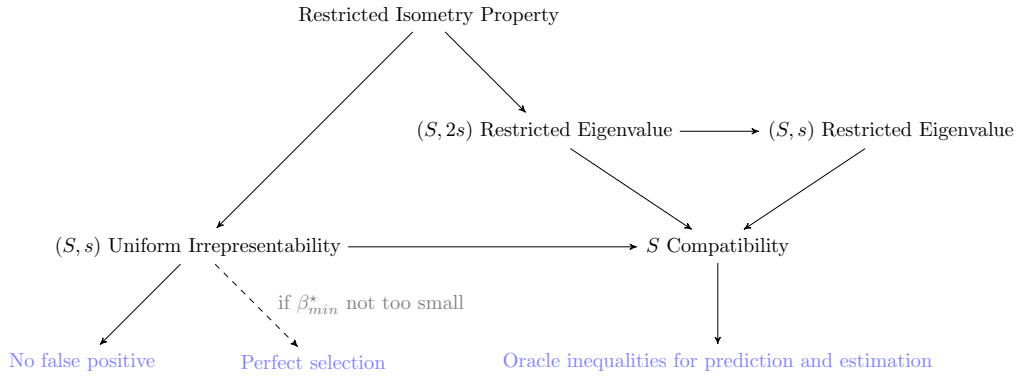 Restricted Isometry Property
(S, 2s) Restricted Eigenvalue
(S, s) Restricted Eigenvalue
(S, s) Uniform Irrepresentability
S Compatibility
if β*min not too small
No false positive
Perfect selection
Oracle inequalities for prediction and estimation